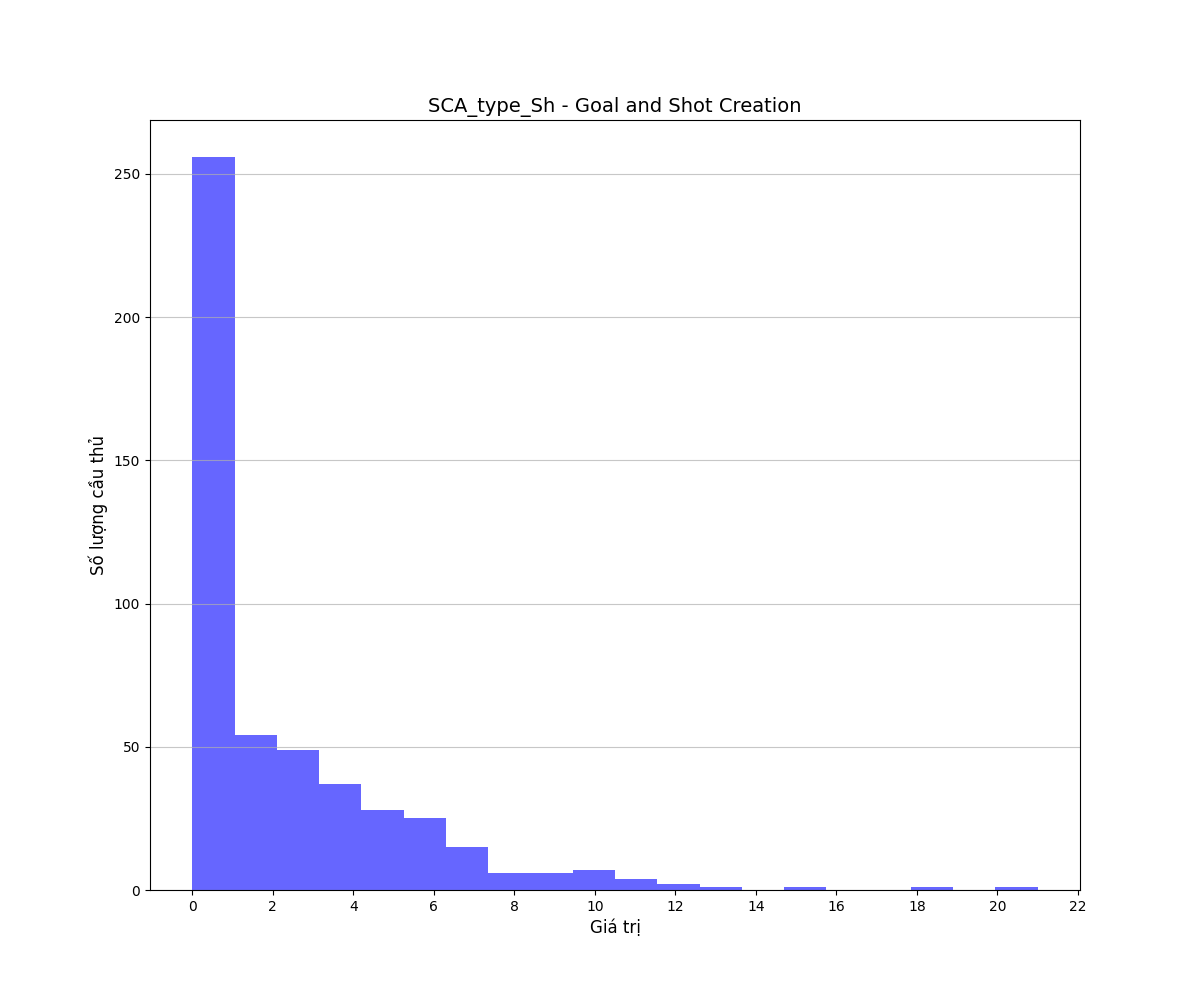 SCA_type_Sh - Goal and Shot Creation
Số lượng cầu thủ
250
200
150
100
50
0
0 2 4 6 8 10 12 14 16 18 20 22
Giá trị